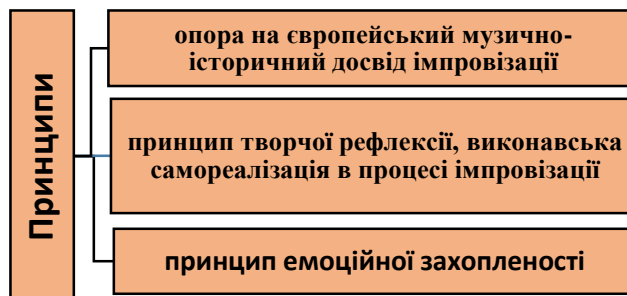 Принципи
опора на європейський музично-
історичний досвід імпровізації
принцип творчої рефлексії, виконавська
самореалізація в процесі імпровізації
принцип емоційної захопленості